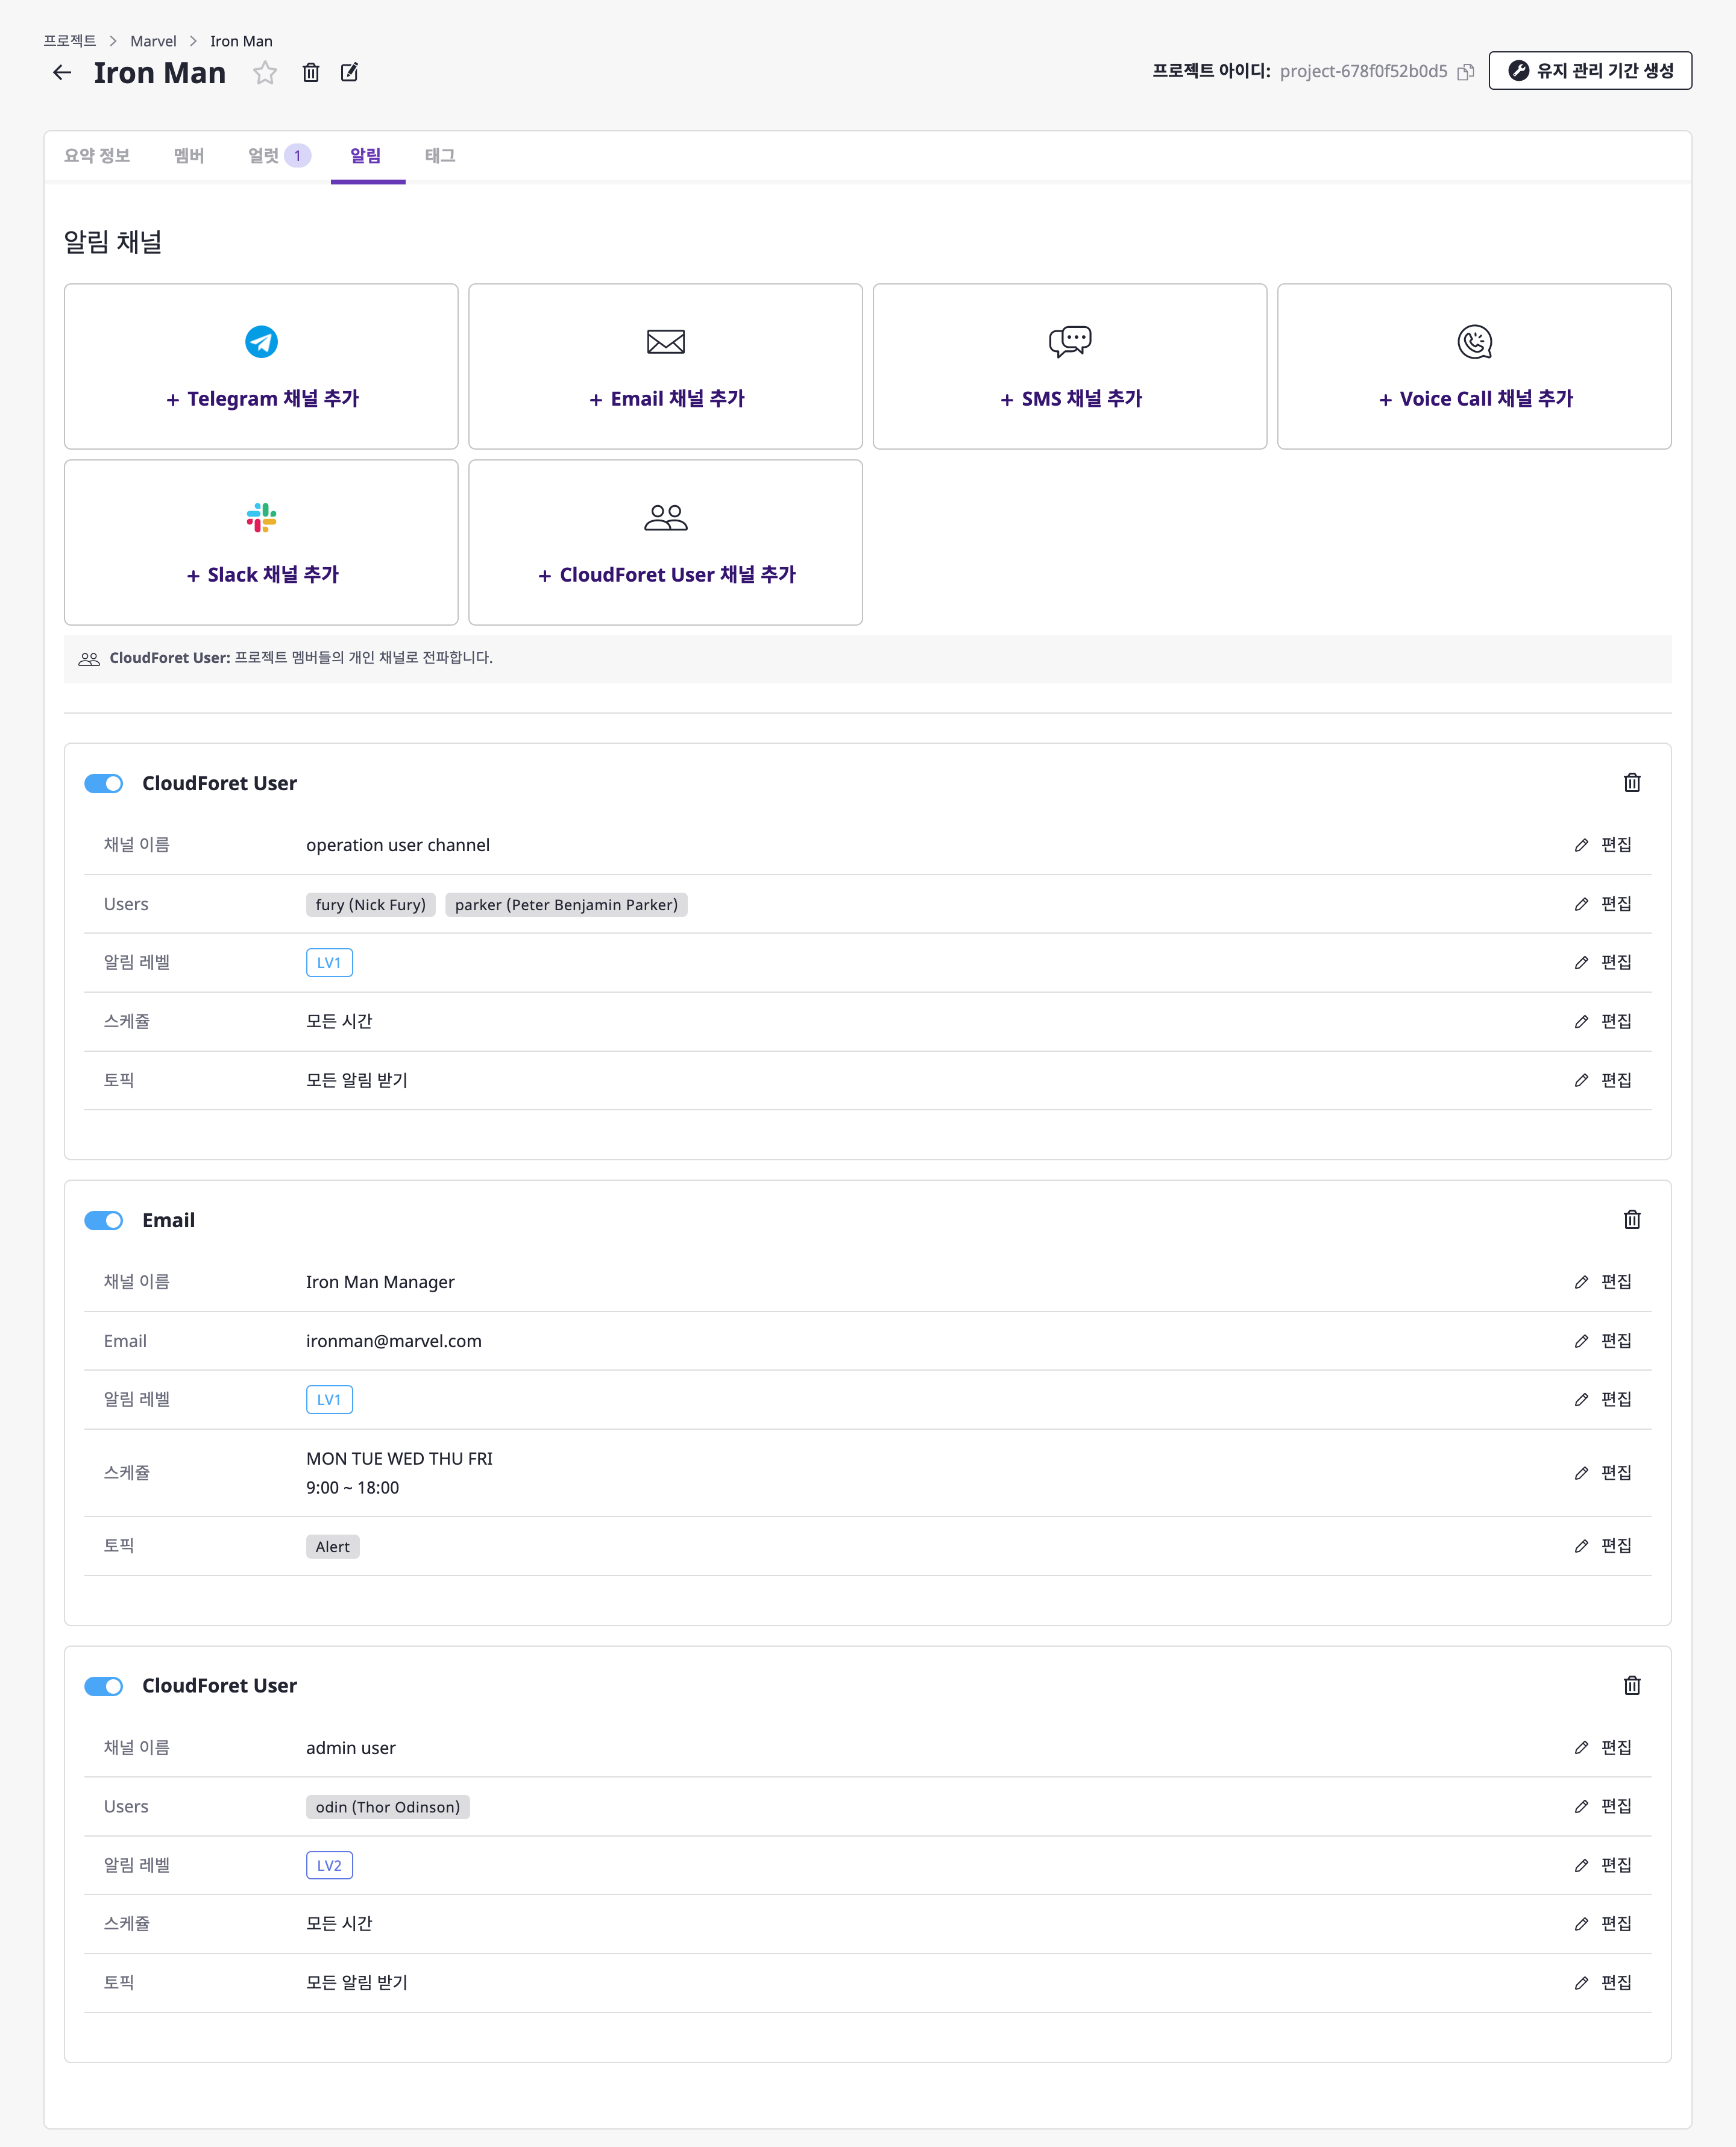 프로젝트 > Marvel > Iron Man
Iron Man
프로젝트 아이디: project-678f0f52b0d5
유지 관리 기간 생성
요약 정보 멤버 얼럿 1 알림 태그
알림 채널
+ Telegram 채널 추가
+ Email 채널 추가
+ SMS 채널 추가
+ Voice Call 채널 추가
+ Slack 채널 추가
+ CloudForet User 채널 추가
CloudForet User: 프로젝트 멤버들의 개인 채널로 전파합니다.
CloudForet User
채널 이름 operation user channel 편집
Users fury (Nick Fury) parker (Peter Benjamin Parker) 편집
알림 레벨 LV1 편집
스케쥴 모든 시간 편집
토픽 모든 알림 받기 편집
Email
채널 이름 Iron Man Manager 편집
Email ironman@marvel.com 편집
알림 레벨 LV1 편집
스케쥴 MON TUE WED THU FRI 편집
9:00 ~ 18:00
토픽 Alert 편집
CloudForet User
채널 이름 admin user 편집
Users odin (Thor Odinson) 편집
알림 레벨 LV2 편집
스케쥴 모든 시간 편집
토픽 모든 알림 받기 편집